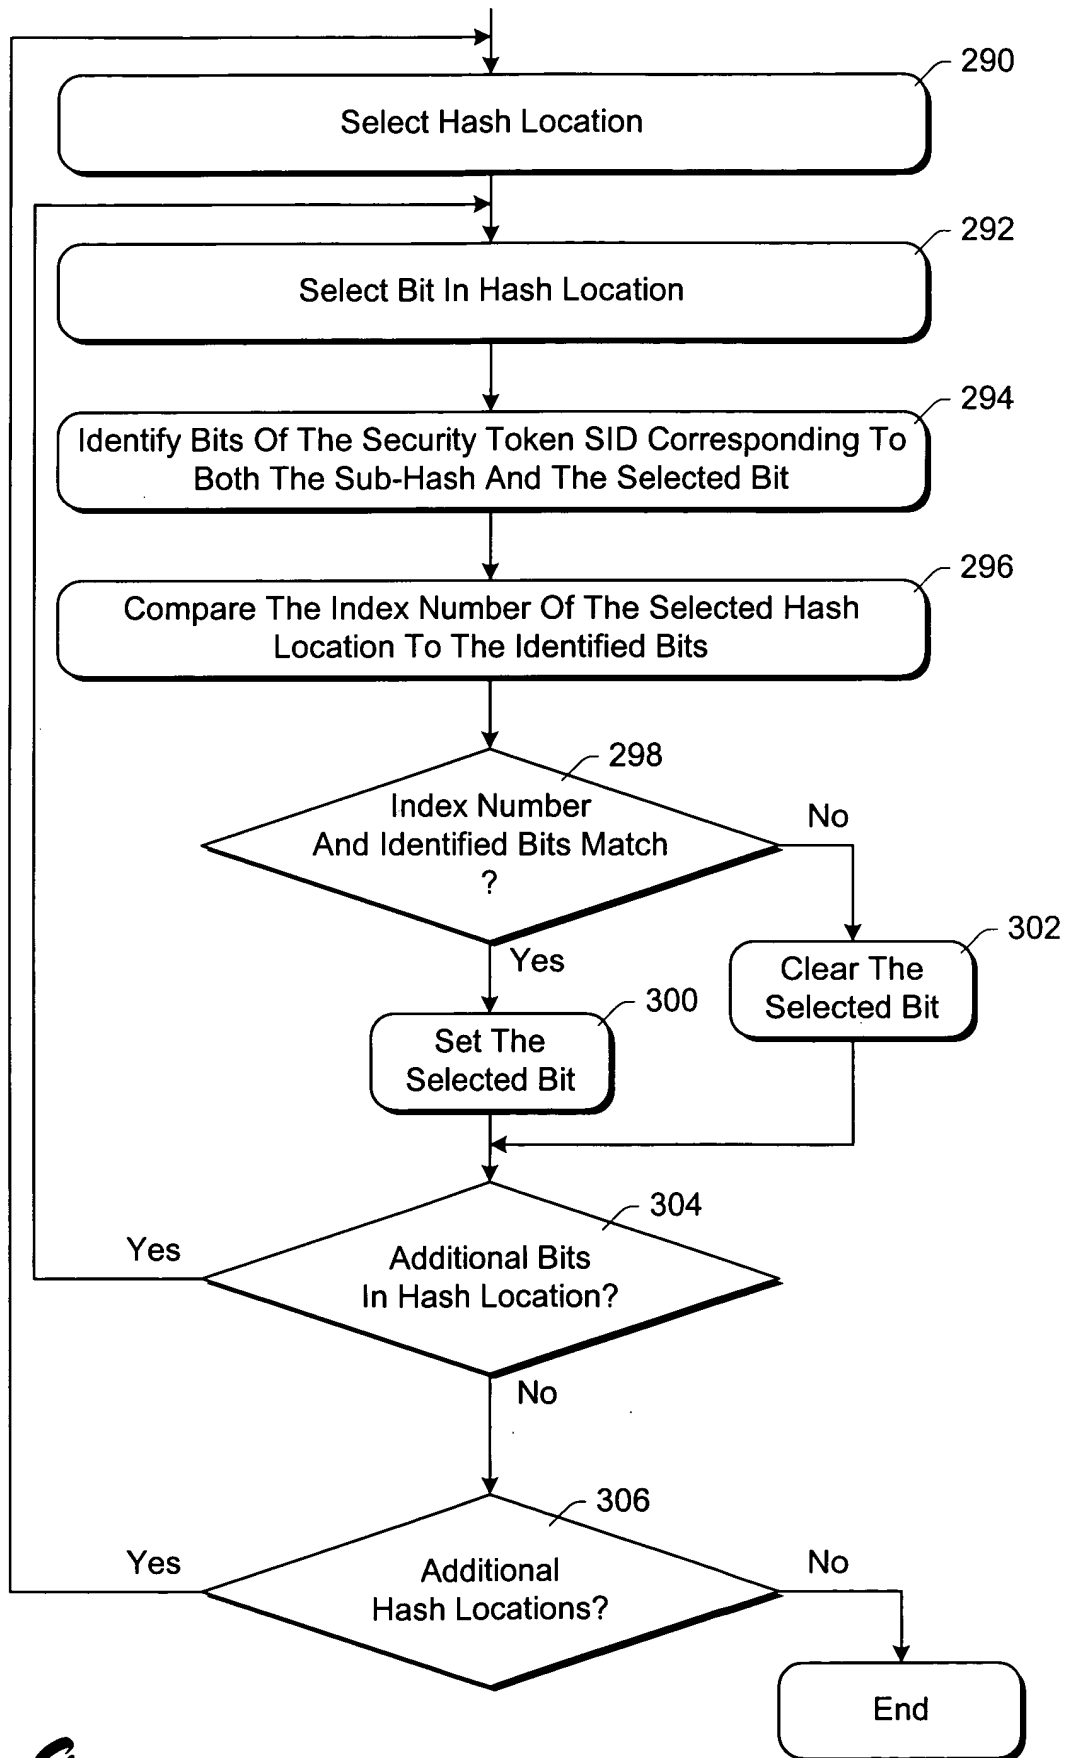 290
Select Hash Location
292
Select Bit In Hash Location
294
Identify Bits Of The Security Token SID Corresponding To
Both The Sub-Hash And The Selected Bit
296
Compare The Index Number Of The Selected Hash
Location To The Identified Bits
298
Index Number
And Identified Bits Match
?
No
302
Clear The
Selected Bit
Yes
300
Set The
Selected Bit
304
Additional Bits
In Hash Location?
Yes
No
306
Additional
Hash Locations?
Yes
No
End